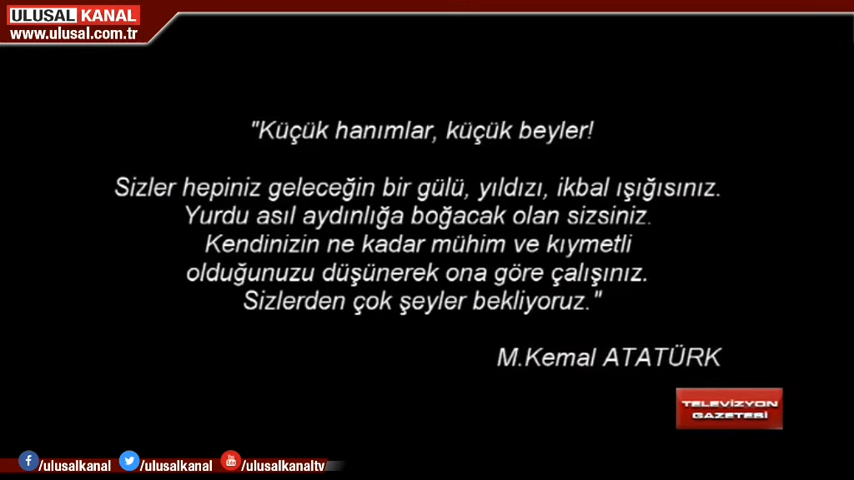 ULUSAL KANAL
www.ulusal.com.tr
"Küçük hanımlar, küçük beyler!
Sizler hepiniz geleceğin bir gülü, yıldızı, ikbal ışığısınız.
Yurdu asıl aydınlığa boğacak olan sizsiniz.
Kendinizin ne kadar mühim ve kıymetli
olduğunuzu düşünerek ona göre çalışınız.
Sizlerden çok şeyler bekliyoruz."
M.Kemal ATATÜRK
TELEVİZYON
GAZETESİ
/ulusalkanal /ulusalkanal /ulusalkanaltv